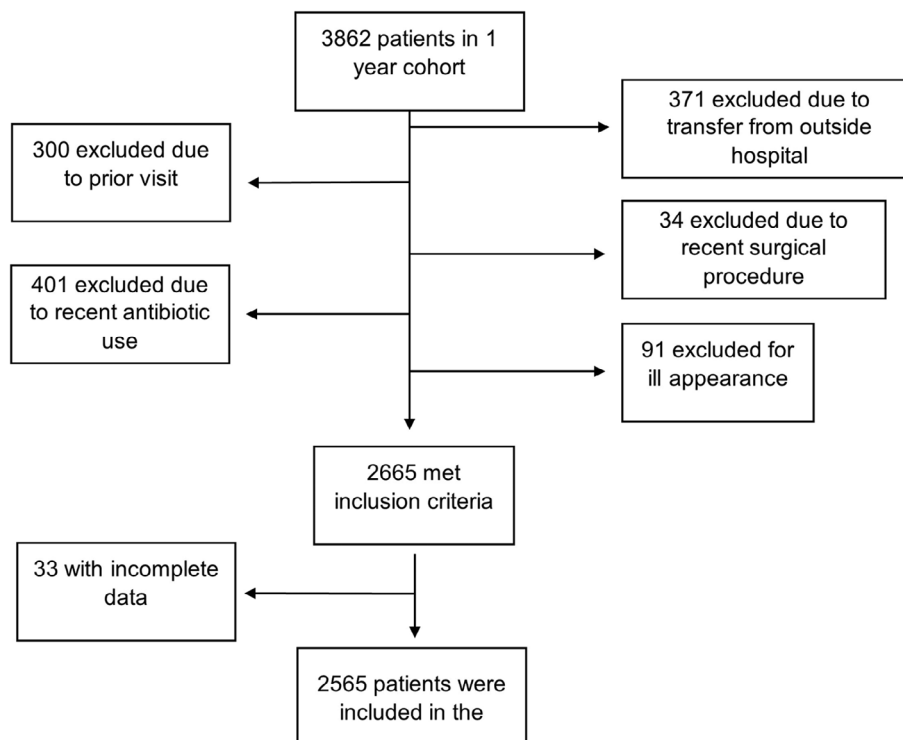 3862 patients in 1
year cohort
371 excluded due to
transfer from outside
hospital
300 excluded due
to prior visit
34 excluded due to
recent surgical
procedure
401 excluded due
to recent antibiotic
use
91 excluded for
ill appearance
2665 met
inclusion criteria
33 with incomplete
data
2565 patients were
included in the